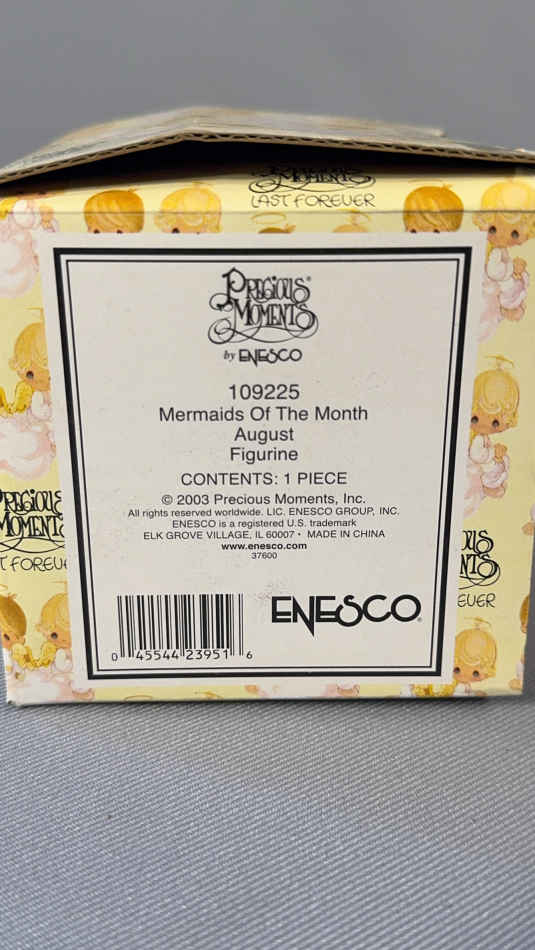 MOMENTS
LAST FOREVER
PRECIOUS®
MOMENTS
by ENESCO
109225
Mermaids Of The Month
August
Figurine
CONTENTS: 1 PIECE
© 2003 Precious Moments, Inc.
All rights reserved worldwide. LIC. ENESCO GROUP, INC.
ENESCO is a registered U.S. trademark
ELK GROVE VILLAGE, IL 60007 • MADE IN CHINA
www.enesco.com
37600
ENESCO®
0 45544 23951 6
PRECIOUS
MOMENTS